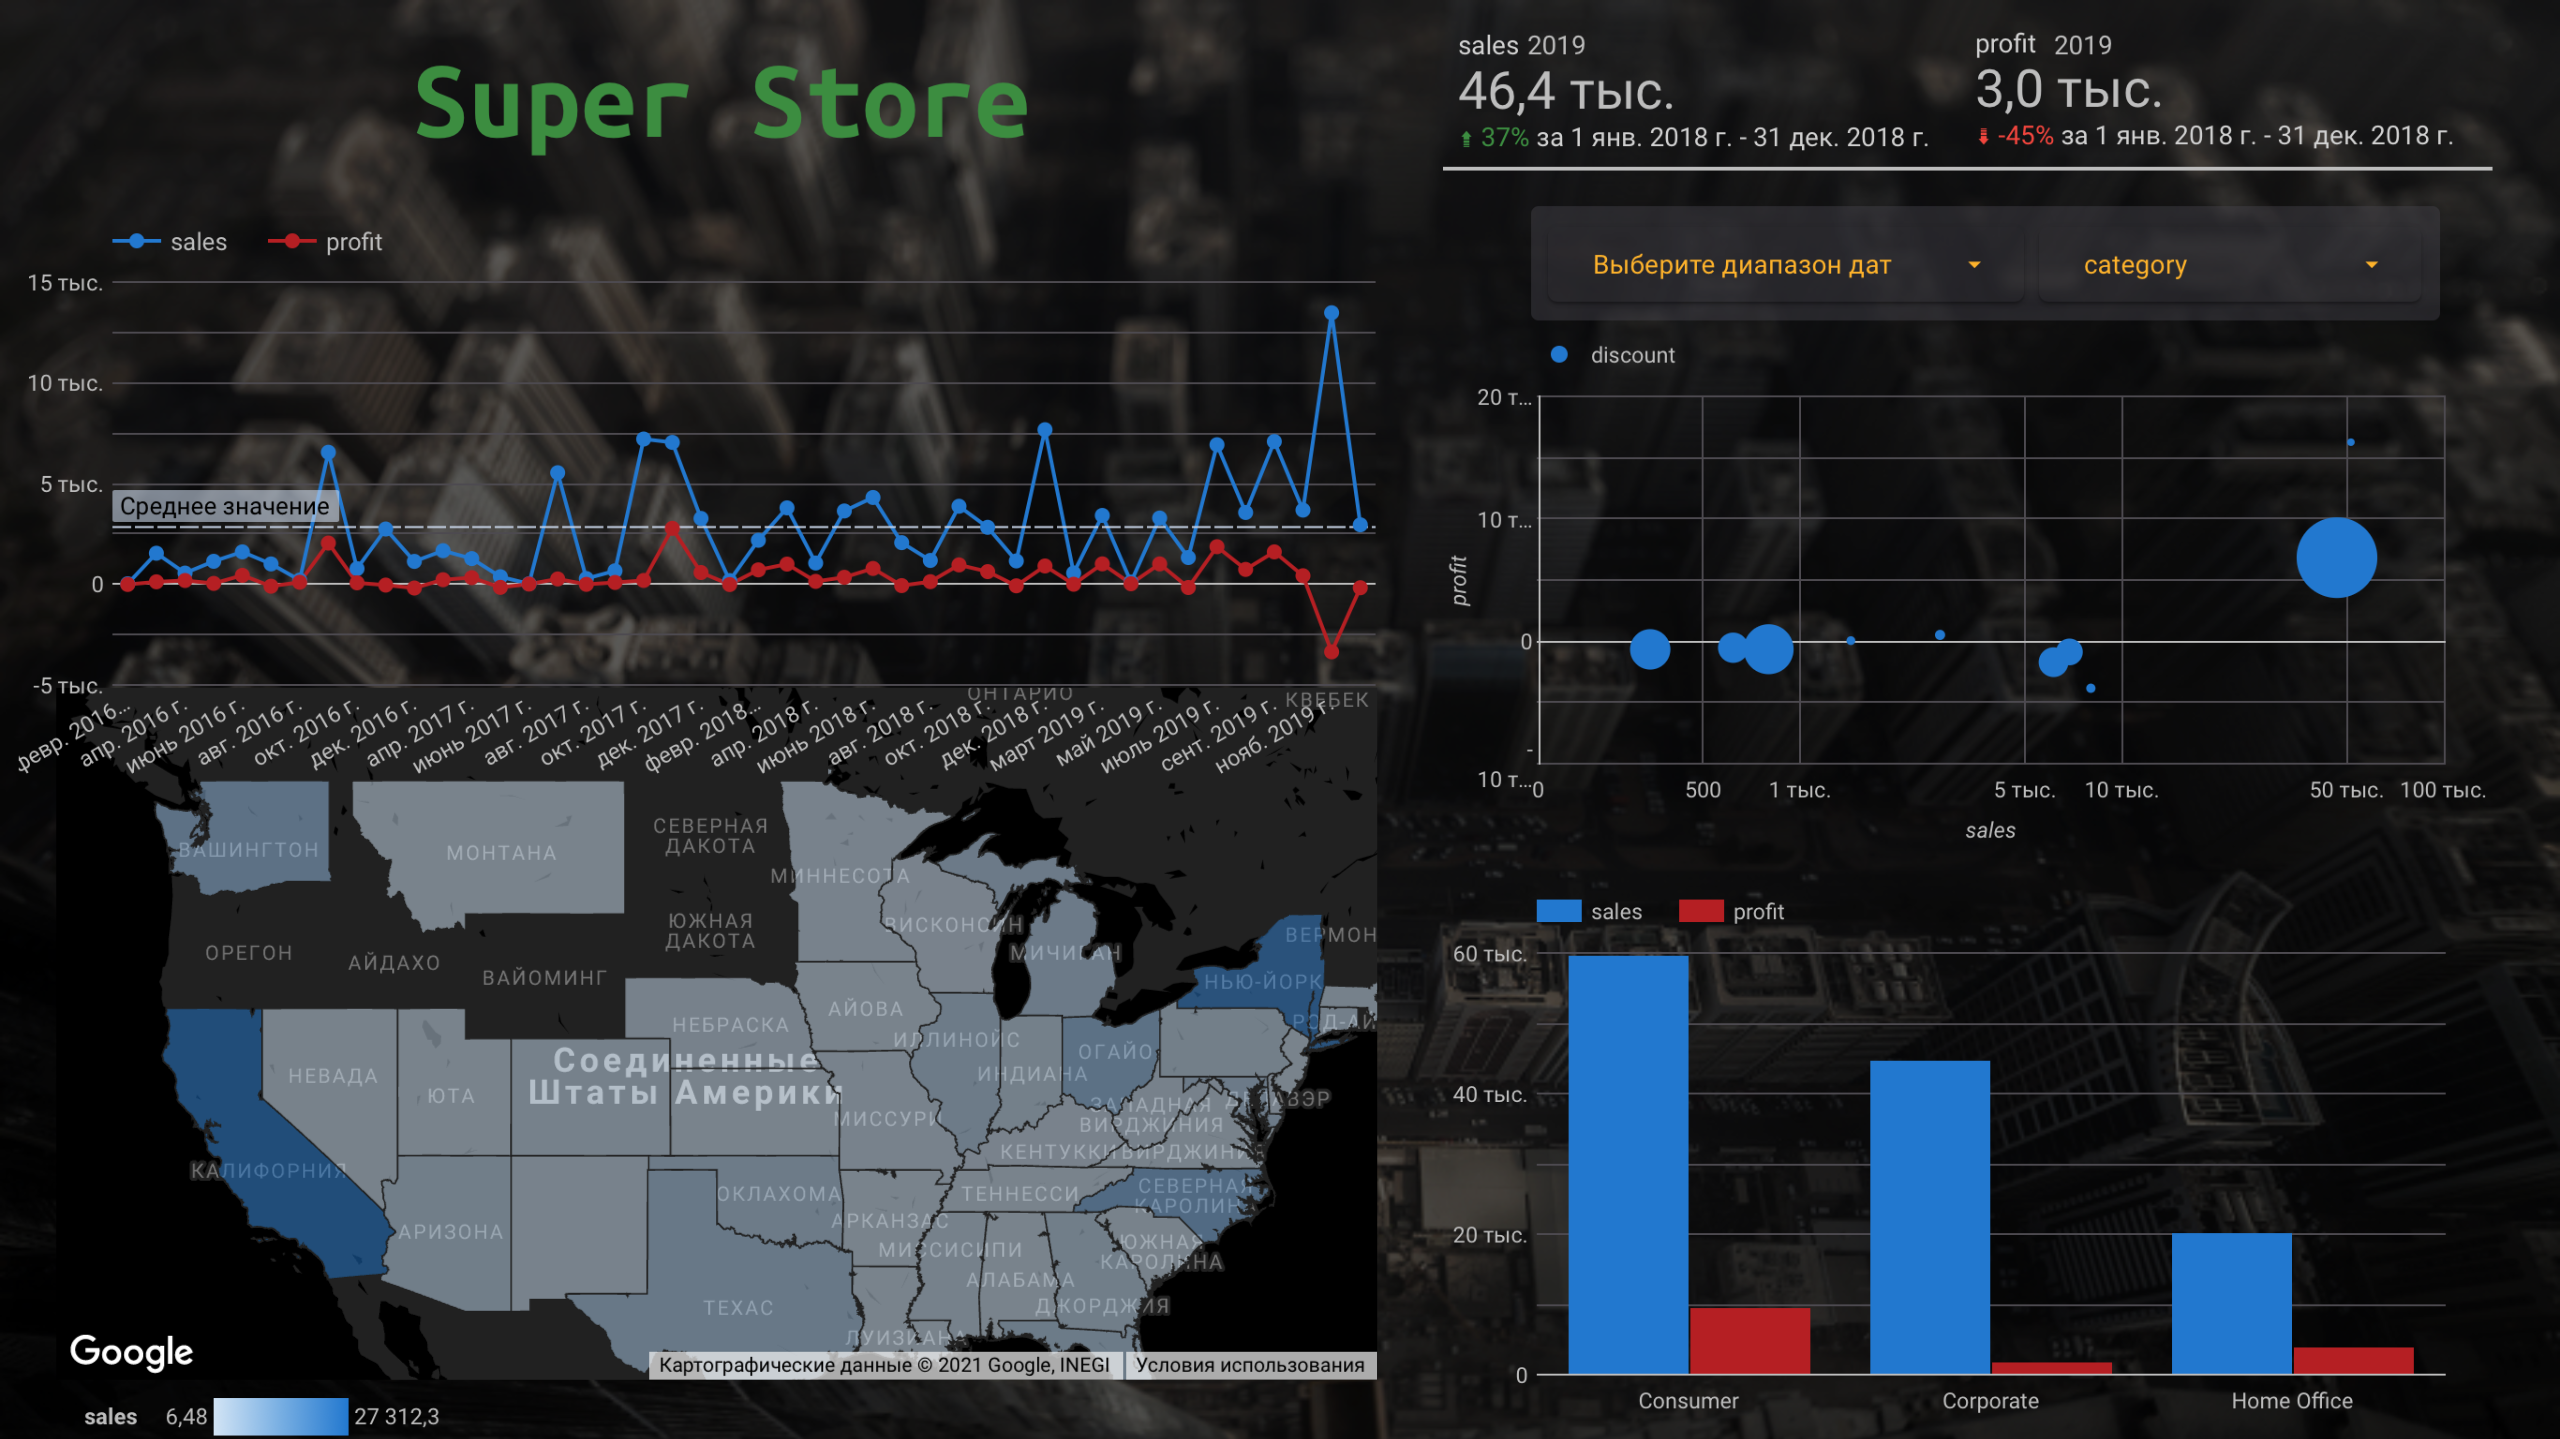 Super Store
sales 2019
46,4 тыс.
37% за 1 янв. 2018 г. - 31 дек. 2018 г.
profit 2019
3,0 тыс.
-45% за 1 янв. 2018 г. - 31 дек. 2018 г.
Выберите диапазон дат
category
sales
profit
15 тыс.
10 тыс.
5 тыс.
0
-5 тыс.
Среднее значение
февр. 2016...
апр. 2016 г.
июнь 2016 г.
авг. 2016 г.
окт. 2016 г.
дек. 2016 г.
апр. 2017 г.
июнь 2017 г.
авг. 2017 г.
окт. 2017 г.
дек. 2017 г.
февр. 2018...
апр. 2018 г.
июнь 2018 г.
авг. 2018 г.
окт. 2018 г.
дек. 2018 г.
март 2019 г.
май 2019 г.
июль 2019 г.
сент. 2019 г.
нояб. 2019 г.
discount
20 т...
10 т...
0
-
10 т...
profit
0
500
1 тыс.
5 тыс.
10 тыс.
50 тыс.
100 тыс.
sales
ОНТАРИО
КВЕБЕК
ВАШИНГТОН
МОНТАНА
СЕВЕРНАЯ
ДАКОТА
МИННЕСОТА
ЮЖНАЯ
ДАКОТА
ВИСКОНСИН
МИЧИГАН
ВЕРМОН
ОРЕГОН
АЙДАХО
ВАЙОМИНГ
НЬЮ-ЙОРК
АЙОВА
РОД-АЙ
НЕБРАСКА
ИЛЛИНОЙС
ОГАЙО
Соединенные
Штаты Америки
НЕВАДА
ЮТА
ИНДИАНА
МИССУРИ
ЗАПАДНАЯ
ВИРДЖИНИЯ
КЕНТУККИ
ВИРДЖИНИ
КАЛИФОРНИЯ
ОКЛАХОМА
ТЕННЕССИ
СЕВЕРНАЯ
КАРОЛИН
АРИЗОНА
АРКАНЗАС
МИССИСИПИ
ЮЖНАЯ
КАРОЛИНА
АЛАБАМА
ТЕХАС
ДЖОРДЖИЯ
ЛУИЗИАНА
Google
Картографические данные © 2021 Google, INEGI
Условия использования
sales 6,48 27 312,3
sales
profit
60 тыс.
40 тыс.
20 тыс.
0
Consumer
Corporate
Home Office